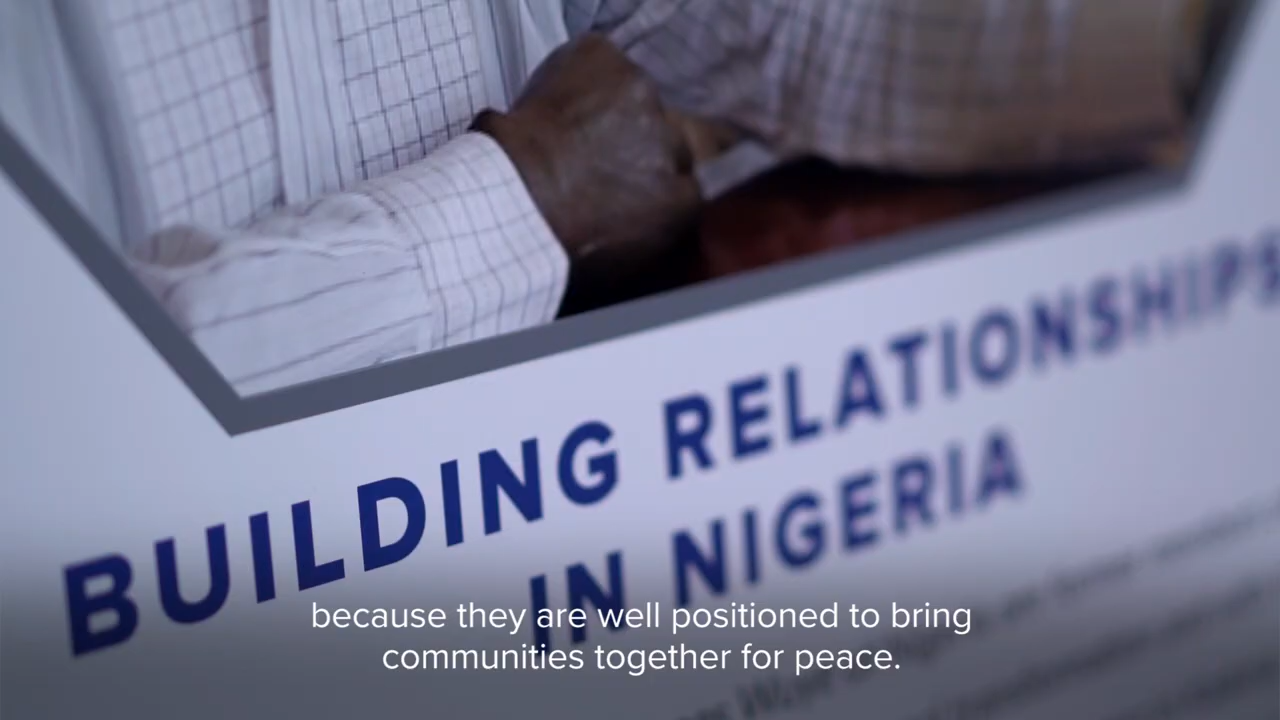 BUILDING RELATIONSHIPS
IN NIGERIA
because they are well positioned to bring
communities together for peace.